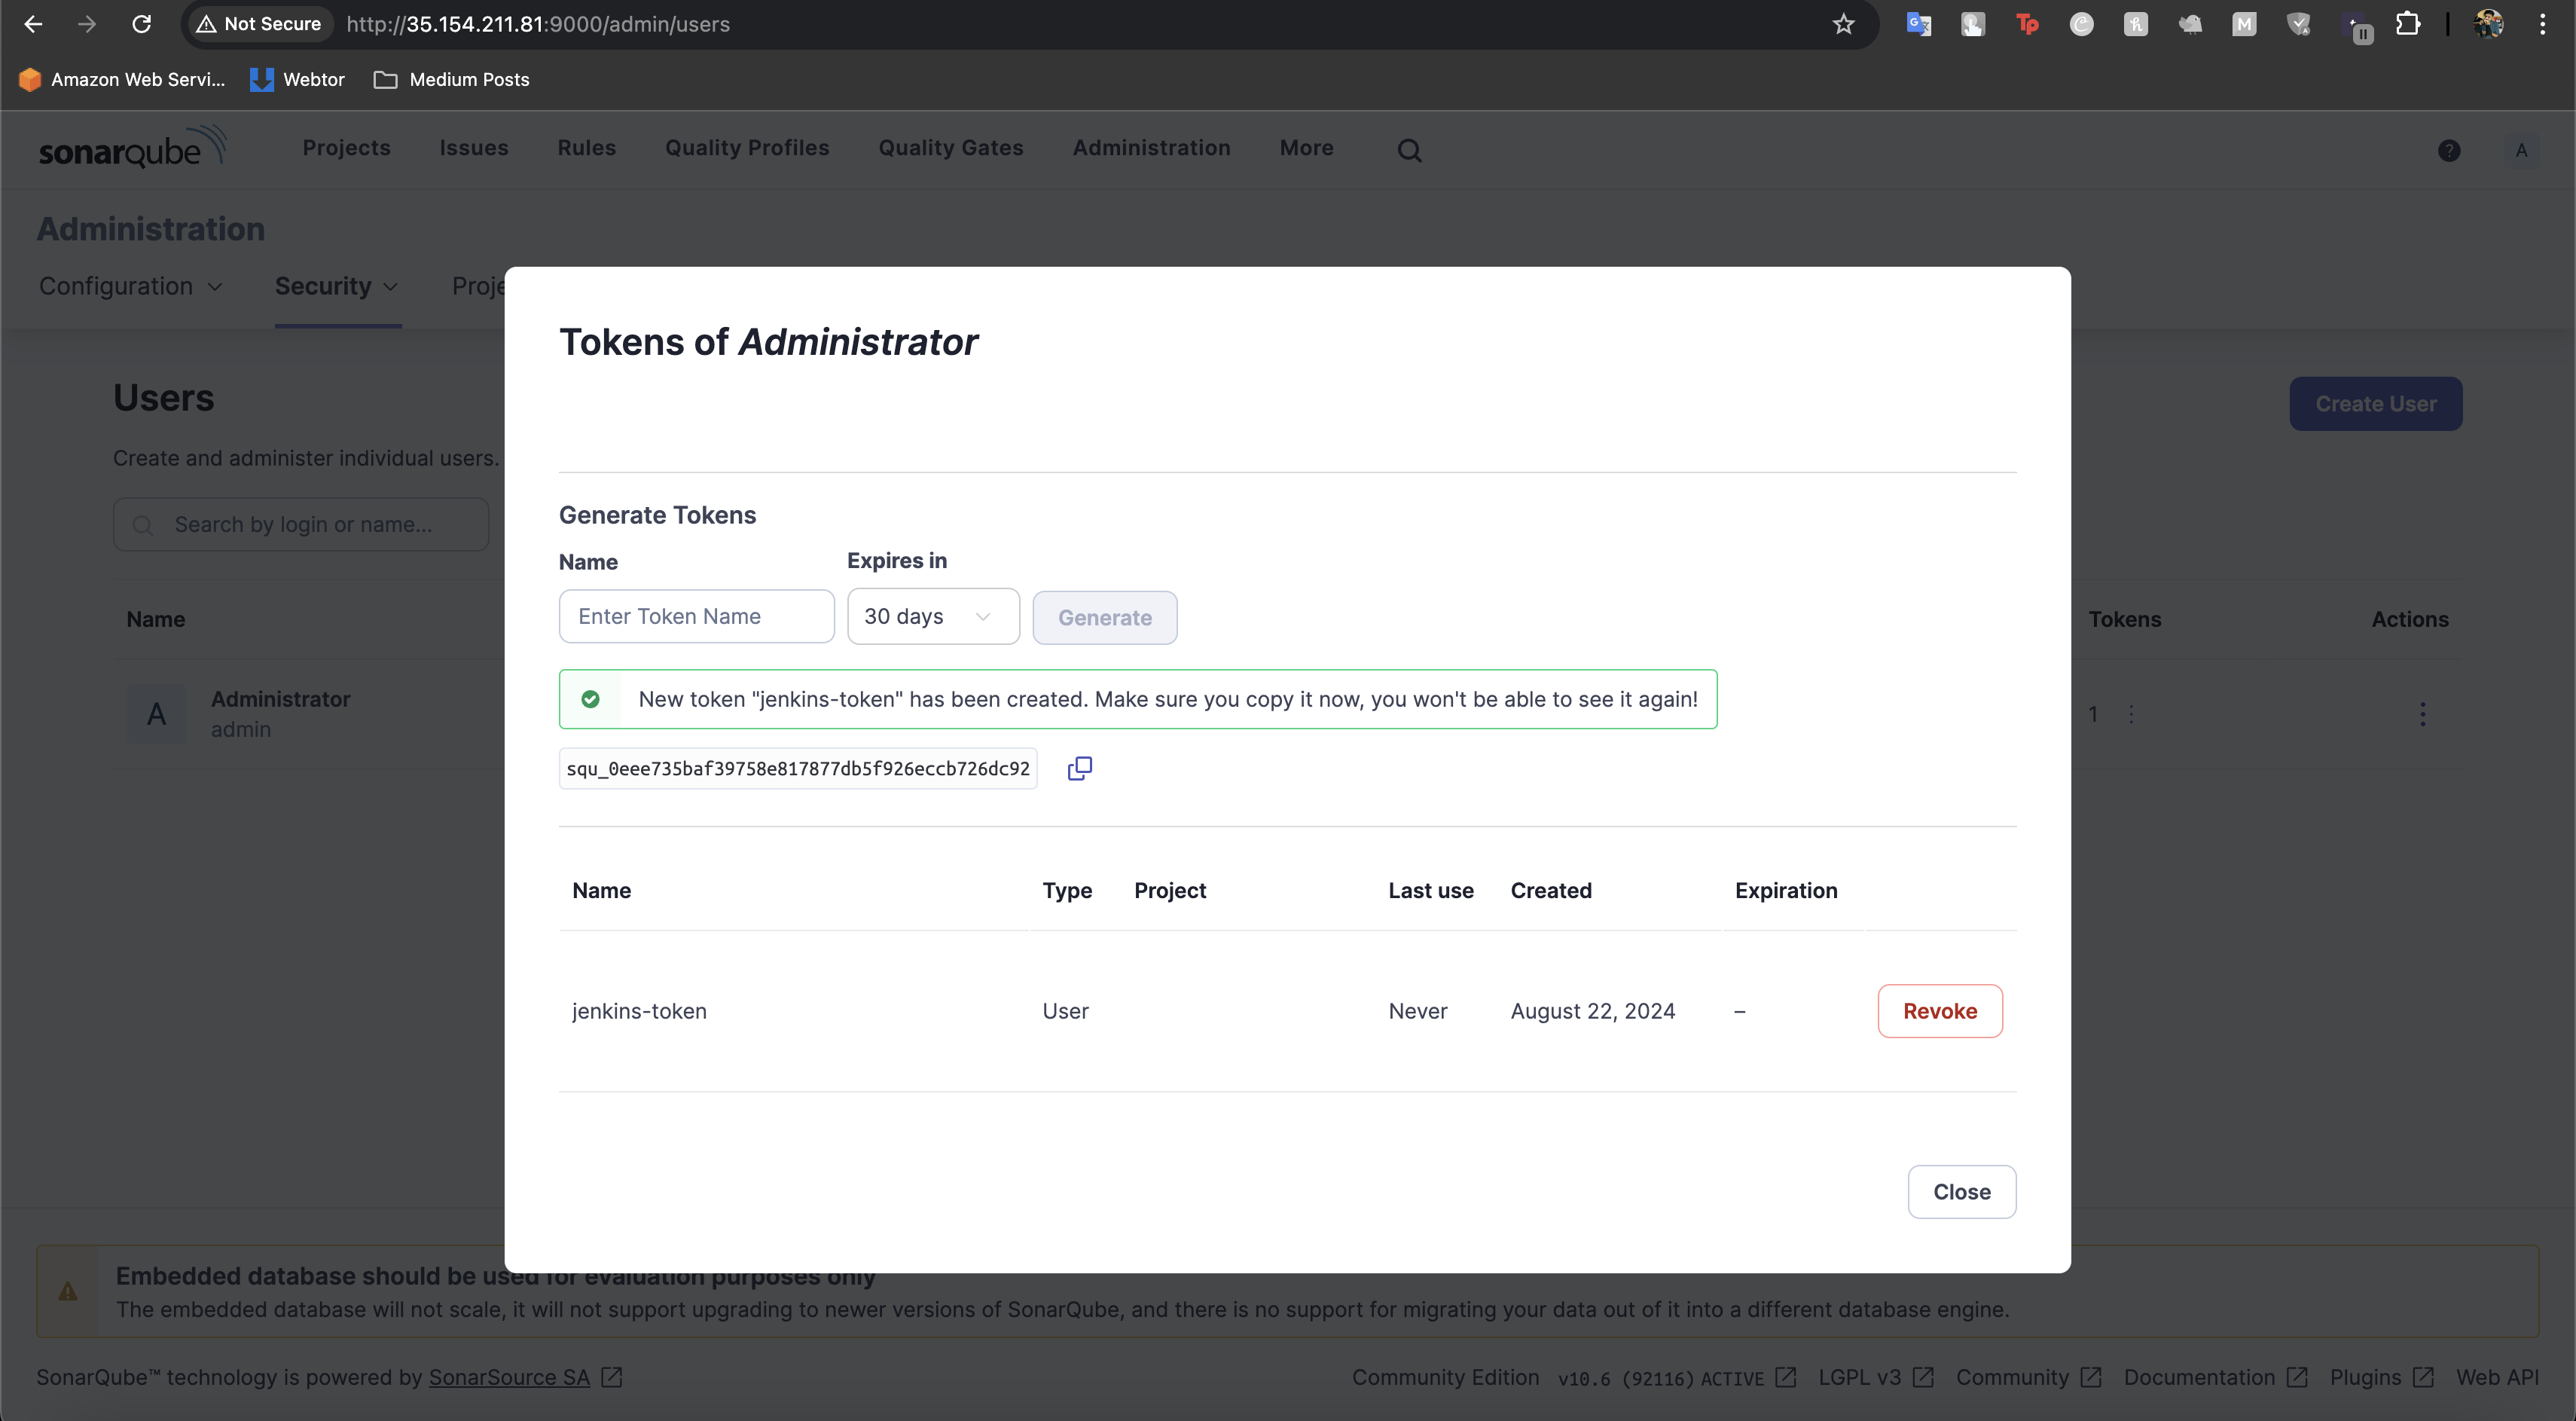 Not Secure http://35.154.211.81:9000/admin/users
Amazon Web Servi... Webtor Medium Posts
sonarqube Projects Issues Rules Quality Profiles Quality Gates Administration More ? A
Administration
Configuration Security Proje
Tokens of Administrator
Users
Create User
Create and administer individual users.
Search by login or name...
Generate Tokens
Name Expires in
Enter Token Name 30 days Generate
Name Tokens Actions
New token "jenkins-token" has been created. Make sure you copy it now, you won't be able to see it again!
A Administrator
admin
1
squ_0eee735baf39758e817877db5f926eccb726dc92
Name Type Project Last use Created Expiration
jenkins-token User Never August 22, 2024 – Revoke
Close
Embedded database should be used for evaluation purposes only
The embedded database will not scale, it will not support upgrading to newer versions of SonarQube, and there is no support for migrating your data out of it into a different database engine.
SonarQube™ technology is powered by SonarSource SA Community Edition v10.6 (92116) ACTIVE LGPL v3 Community Documentation Plugins Web API